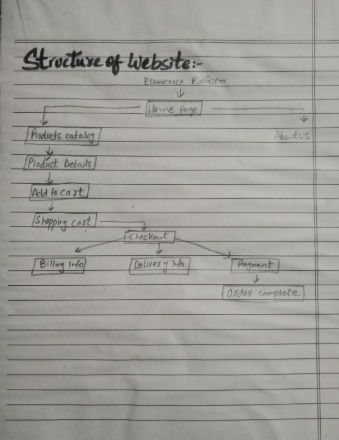 Structure of Website:-
Ecommerce Platform
Home Page
Products catalog
About us
Product Details
Add to cart
Shopping cart
Checkout
Billing Info
Delivery Info
Payment
Order complete